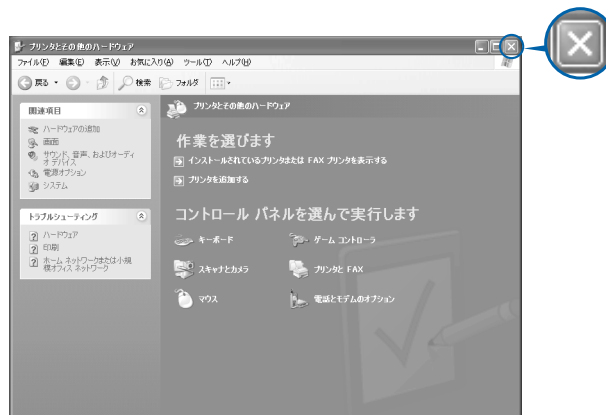 プリンタとその他のハードウェア
ファイル(F) 編集(E) 表示(V) お気に入り(A) ツール(T) ヘルプ(H)
戻る 検索 フォルダ
関連項目
ハードウェアの追加
画面
サウンド、音声、およびオーディ
オ デバイス
電源オプション
システム
トラブルシューティング
ハードウェア
印刷
ホーム ネットワークまたは小規
模オフィス ネットワーク
プリンタとその他のハードウェア
作業を選びます
インストールされているプリンタまたは FAX プリンタを表示する
プリンタを追加する
コントロール パネルを選んで実行します
キーボード ゲーム コントローラ
スキャナとカメラ プリンタと FAX
マウス 電話とモデムのオプション